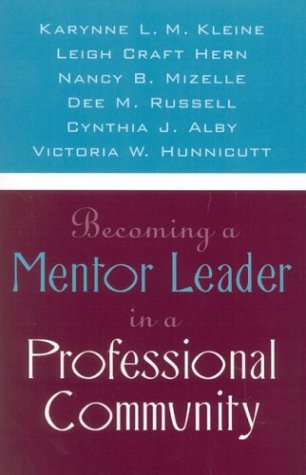 Karynne L. M. Kleine
Leigh Craft Hern
Nancy B. Mizelle
Dee M. Russell
Cynthia J. Alby
Victoria W. Hunnicutt
Becoming a
Mentor Leader
in a
Professional
Community